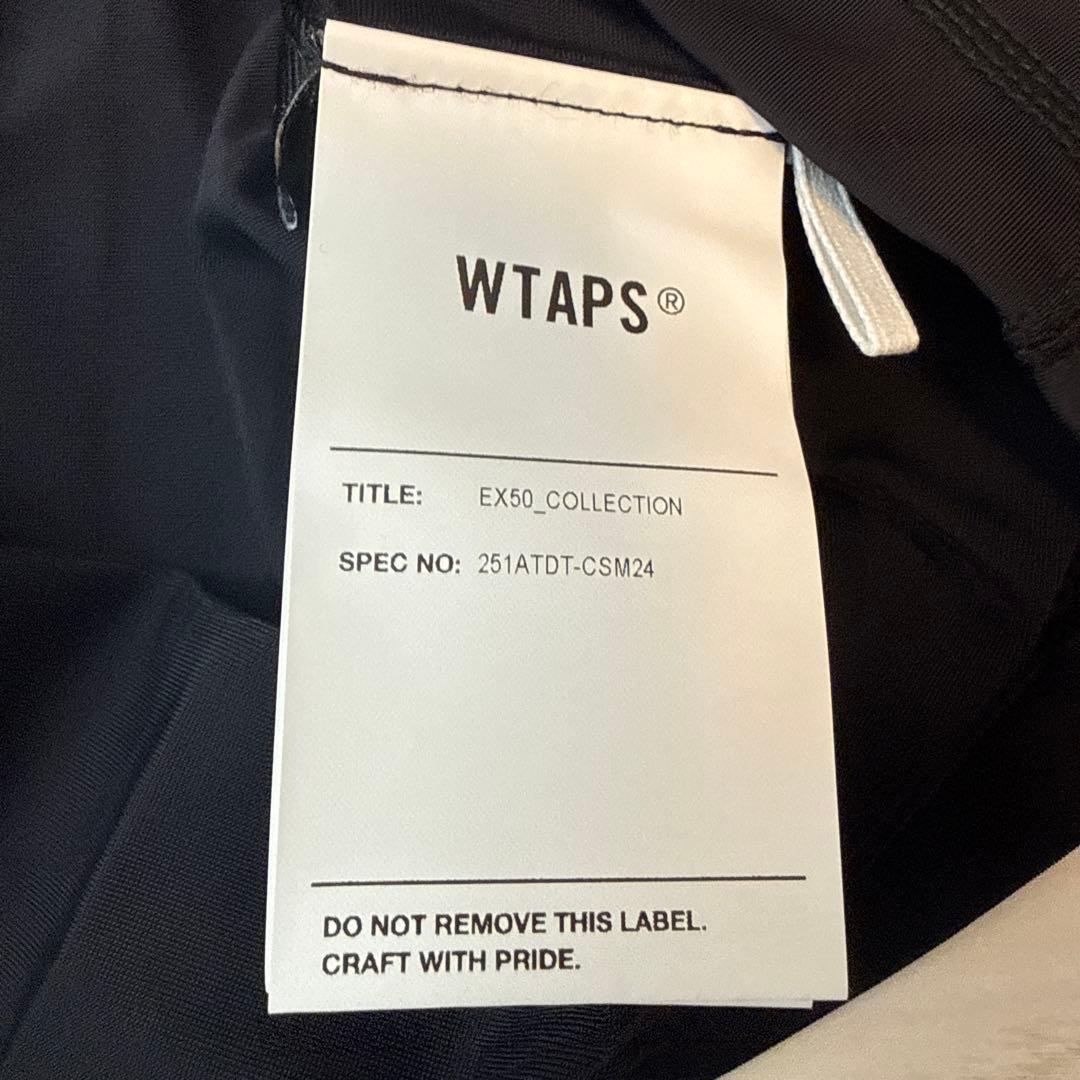 WTAPS®
TITLE: EX50_COLLECTION
SPEC NO: 251ATDT-CSM24
DO NOT REMOVE THIS LABEL.
CRAFT WITH PRIDE.